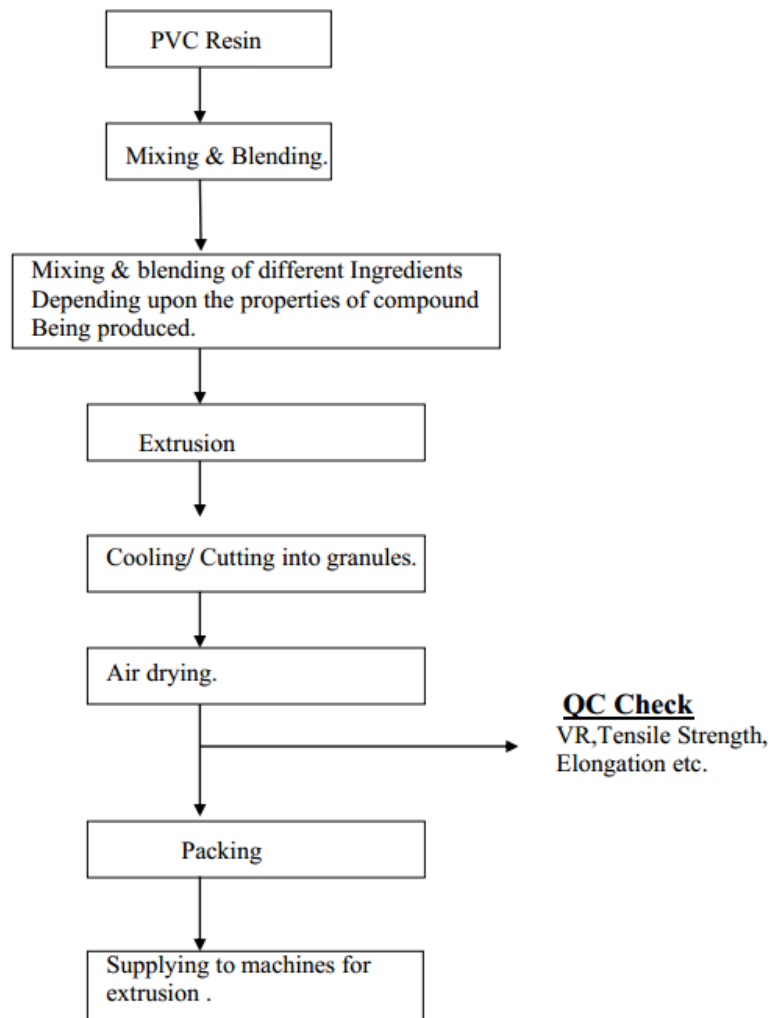 PVC Resin
Mixing & Blending.
Mixing & blending of different Ingredients
Depending upon the properties of compound
Being produced.
Extrusion
Cooling/ Cutting into granules.
Air drying.
QC Check
VR,Tensile Strength,
Elongation etc.
Packing
Supplying to machines for
extrusion .